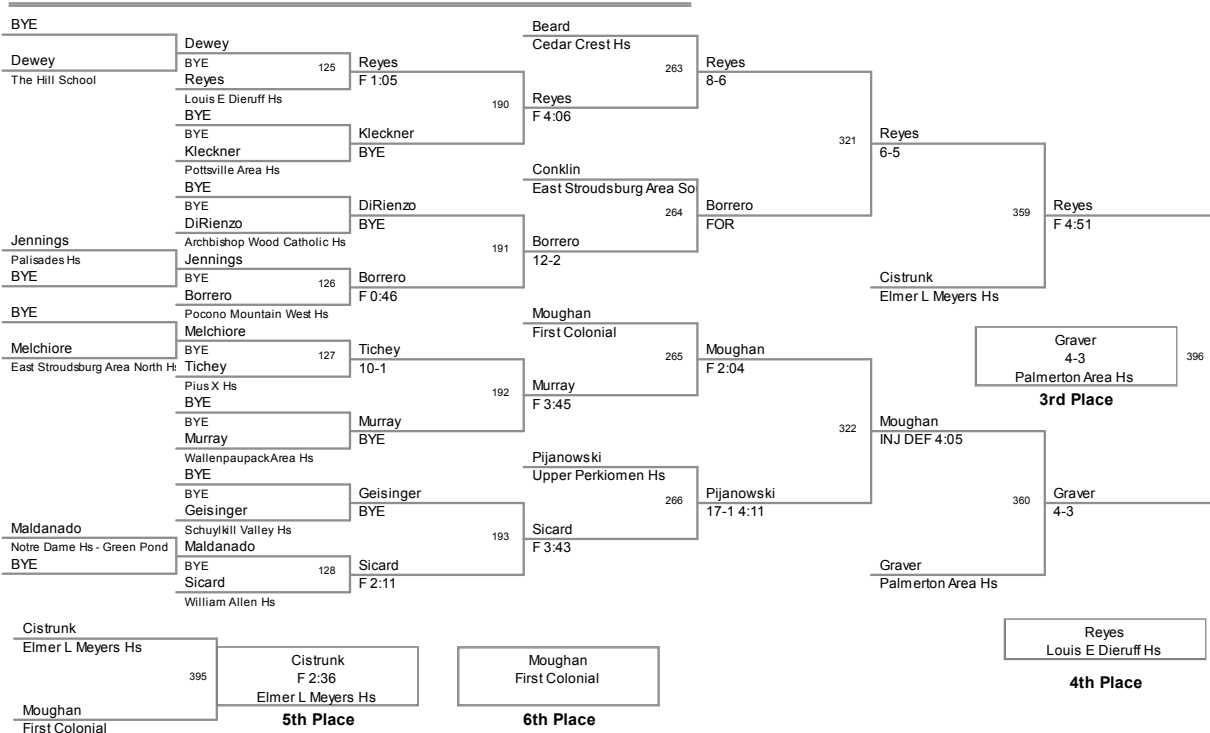 BYE
Dewey
The Hill School
Jennings
Palisades Hs
BYE
BYE
Melchiore
East Stroudsburg Area North H
Maldanado
Notre Dame Hs - Green Pond
BYE
Dewey
BYE
125
Reyes
Louis E Dieruff Hs
BYE
BYE
Kleckner
Pottsville Area Hs
BYE
BYE
DiRienzo
Archbishop Wood Catholic Hs
Jennings
BYE
126
Borrero
Pocono Mountain West Hs
Melchiore
BYE
127
Tichey
Pius X Hs
BYE
BYE
Murray
Wallenpaupack Area Hs
BYE
BYE
Geisinger
Schuylkill Valley Hs
Maldanado
BYE
128
Sicard
William Allen Hs
Reyes
F 1:05
190
Kleckner
BYE
DiRienzo
BYE
191
Borrero
F 0:46
Tichey
10-1
192
Murray
BYE
Geisinger
BYE
193
Sicard
F 2:11
Beard
Cedar Crest Hs
263
Reyes
F 4:06
Conklin
East Stroudsburg Area So
264
Borrero
12-2
Moughan
First Colonial
265
Murray
F 3:45
Pijanowski
Upper Perkiomen Hs
266
Sicard
F 3:43
Reyes
8-6
321
Borrero
FOR
Moughan
F 2:04
322
Pijanowski
17-1 4:11
Reyes
6-5
359
Cistrunk
Elmer L Meyers Hs
Moughan
INJ DEF 4:05
360
Graver
Palmerton Area Hs
Reyes
F 4:51
Graver
4-3
Palmerton Area Hs
396
3rd Place
Graver
4-3
Reyes
Louis E Dieruff Hs
4th Place
Cistrunk
Elmer L Meyers Hs
395
Moughan
First Colonial
Cistrunk
F 2:36
Elmer L Meyers Hs
5th Place
Moughan
First Colonial
6th Place